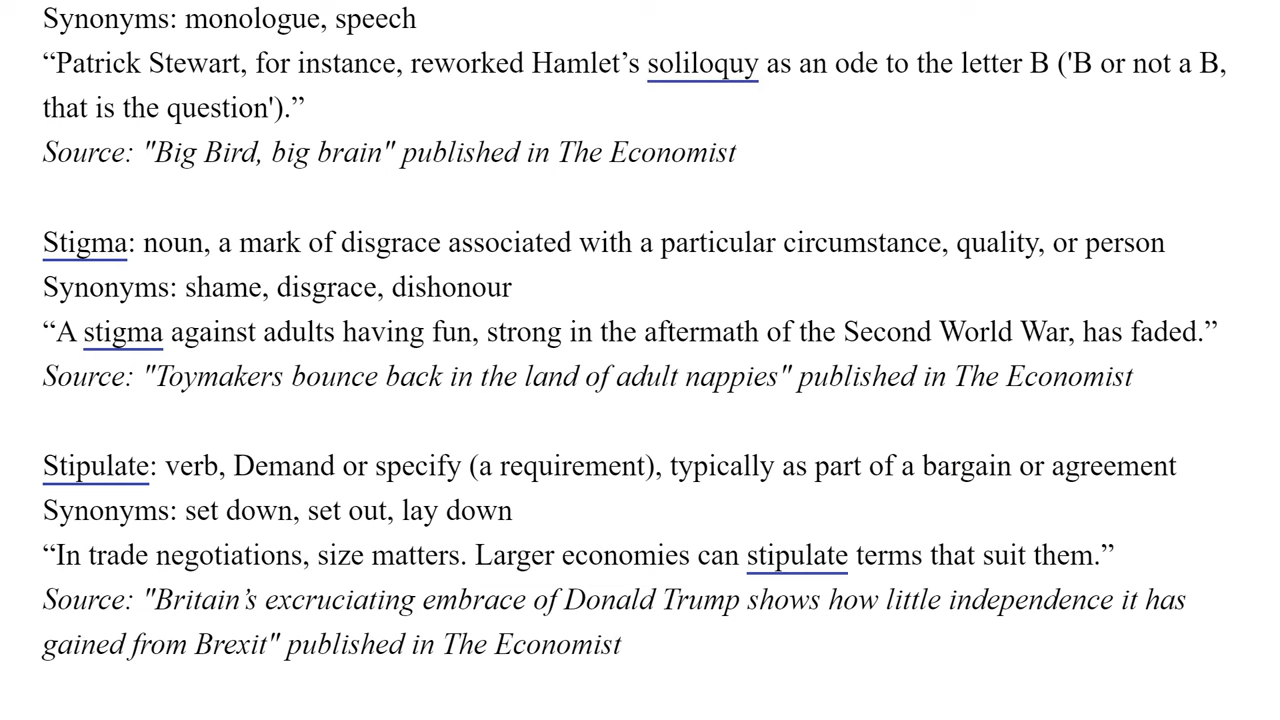 Synonyms: monologue, speech
“Patrick Stewart, for instance, reworked Hamlet’s soliloquy as an ode to the letter B ('B or not a B,
that is the question').”
Source: "Big Bird, big brain" published in The Economist
Stigma: noun, a mark of disgrace associated with a particular circumstance, quality, or person
Synonyms: shame, disgrace, dishonour
“A stigma against adults having fun, strong in the aftermath of the Second World War, has faded.”
Source: "Toymakers bounce back in the land of adult nappies" published in The Economist
Stipulate: verb, Demand or specify (a requirement), typically as part of a bargain or agreement
Synonyms: set down, set out, lay down
“In trade negotiations, size matters. Larger economies can stipulate terms that suit them.”
Source: "Britain’s excruciating embrace of Donald Trump shows how little independence it has
gained from Brexit" published in The Economist